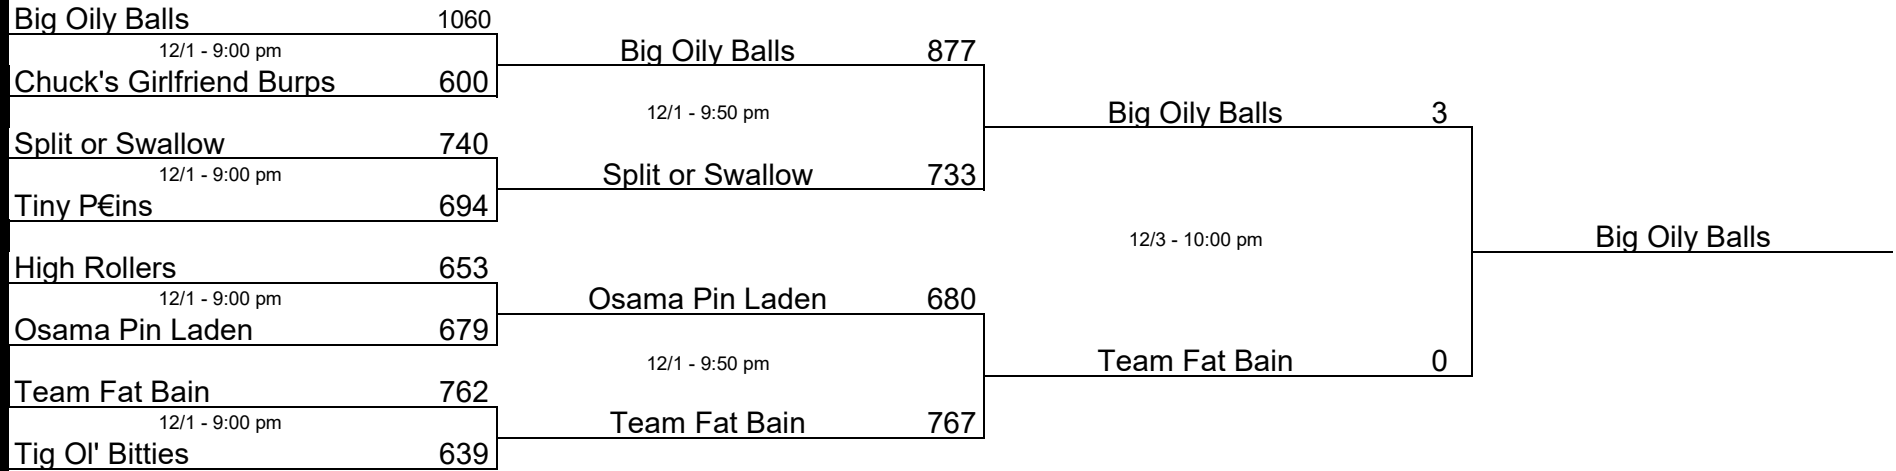 Big Oily Balls 1060
12/1 - 9:00 pm
Chuck's Girlfriend Burps 600
Split or Swallow 740
12/1 - 9:00 pm
Tiny P€ins 694
High Rollers 653
12/1 - 9:00 pm
Osama Pin Laden 679
Team Fat Bain 762
12/1 - 9:00 pm
Tig Ol' Bitties 639
Big Oily Balls 877
12/1 - 9:50 pm
Split or Swallow 733
Osama Pin Laden 680
12/1 - 9:50 pm
Team Fat Bain 767
Big Oily Balls 3
12/3 - 10:00 pm
Team Fat Bain 0
Big Oily Balls